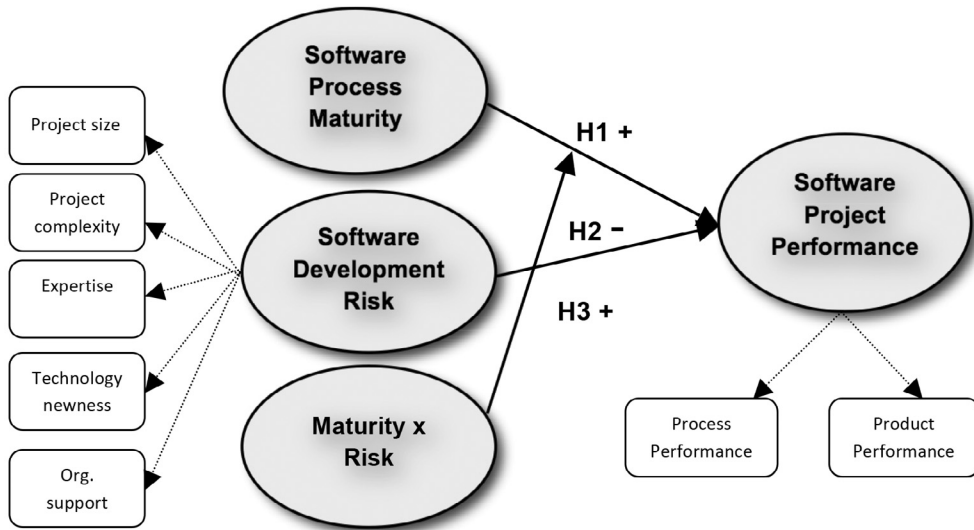 Project size
Project
complexity
Expertise
Technology
newness
Org.
support
Software
Process
Maturity
Software
Development
Risk
Maturity x
Risk
H1 +
H2 –
H3 +
Software
Project
Performance
Process
Performance
Product
Performance